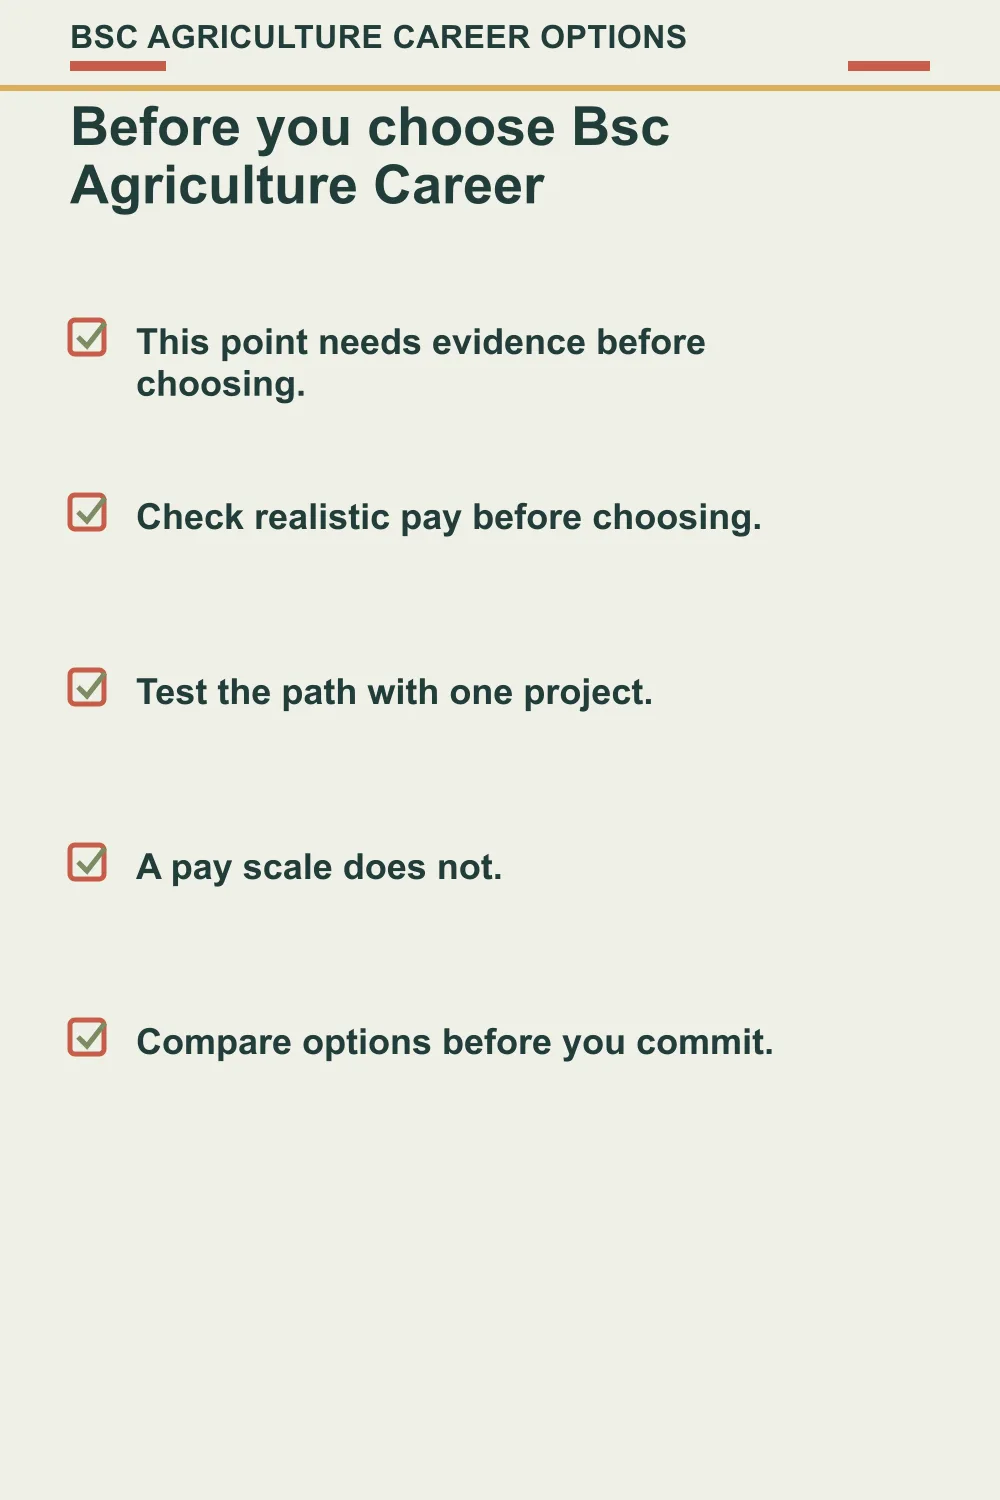 BSC AGRICULTURE CAREER OPTIONS
Before you choose Bsc
Agriculture Career
This point needs evidence before
choosing.
Check realistic pay before choosing.
Test the path with one project.
A pay scale does not.
Compare options before you commit.